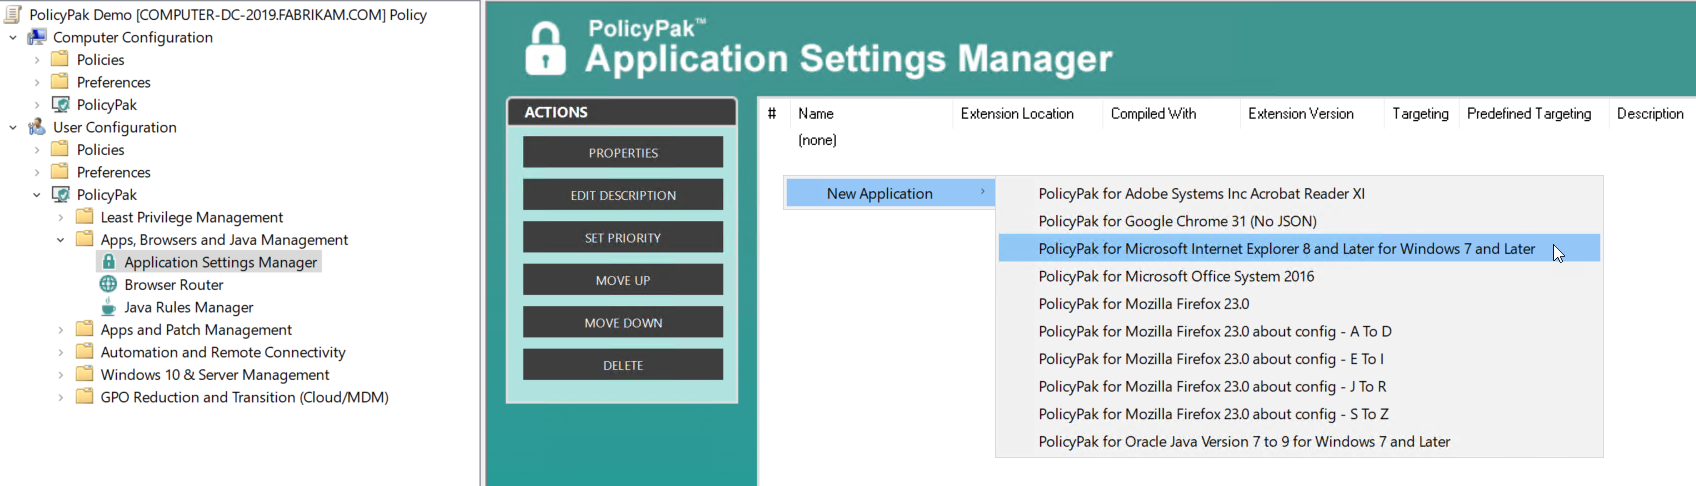 PolicyPak Demo [COMPUTER-DC-2019.FABRIKAM.COM] Policy
Computer Configuration
Policies
Preferences
PolicyPak
User Configuration
Policies
Preferences
PolicyPak
Least Privilege Management
Apps, Browsers and Java Management
Application Settings Manager
Browser Router
Java Rules Manager
Apps and Patch Management
Automation and Remote Connectivity
Windows 10 & Server Management
GPO Reduction and Transition (Cloud/MDM)
PolicyPak™
Application Settings Manager
ACTIONS
PROPERTIES
EDIT DESCRIPTION
SET PRIORITY
MOVE UP
MOVE DOWN
DELETE
# Name Extension Location Compiled With Extension Version Targeting Predefined Targeting Description
(none)
New Application
PolicyPak for Adobe Systems Inc Acrobat Reader XI
PolicyPak for Google Chrome 31 (No JSON)
PolicyPak for Microsoft Internet Explorer 8 and Later for Windows 7 and Later
PolicyPak for Microsoft Office System 2016
PolicyPak for Mozilla Firefox 23.0
PolicyPak for Mozilla Firefox 23.0 about config - A To D
PolicyPak for Mozilla Firefox 23.0 about config - E To I
PolicyPak for Mozilla Firefox 23.0 about config - J To R
PolicyPak for Mozilla Firefox 23.0 about config - S To Z
PolicyPak for Oracle Java Version 7 to 9 for Windows 7 and Later